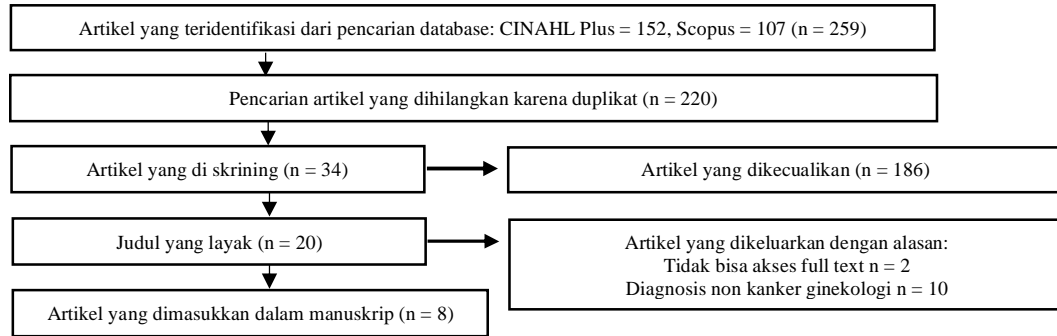 Artikel yang teridentifikasi dari pencarian database: CINAHL Plus = 152, Scopus = 107 (n = 259)
Pencarian artikel yang dihilangkan karena duplikat (n = 220)
Artikel yang di skrining (n = 34)
Artikel yang dikecualikan (n = 186)
Judul yang layak (n = 20)
Artikel yang dikeluarkan dengan alasan:
Tidak bisa akses full text n = 2
Diagnosis non kanker ginekologi n = 10
Artikel yang dimasukkan dalam manuskrip (n = 8)